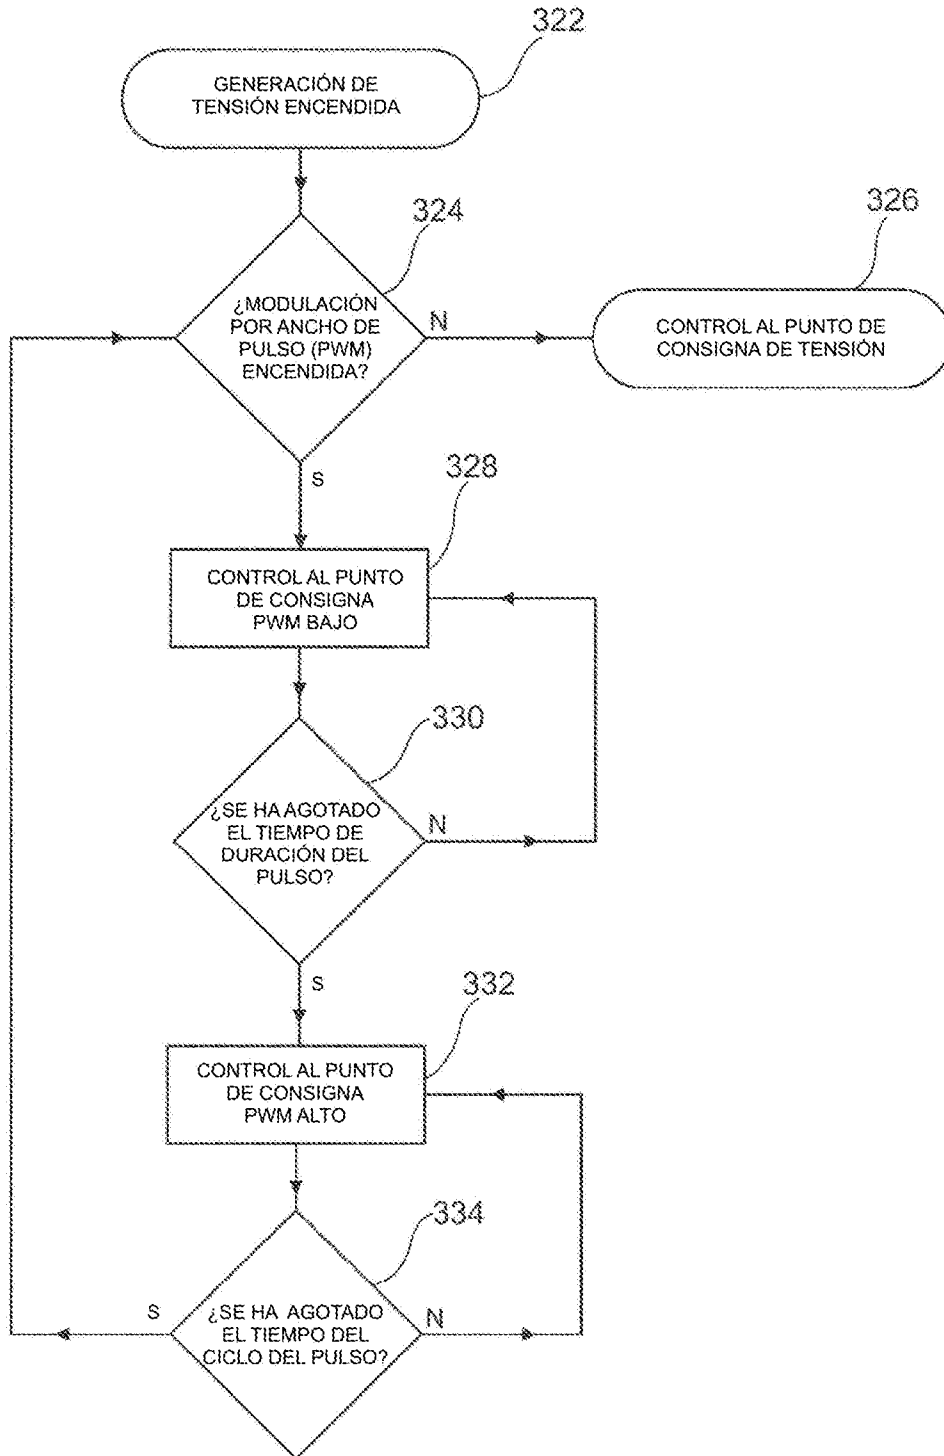 322
GENERACIÓN DE
TENSIÓN ENCENDIDA
324
326
¿MODULACIÓN
POR ANCHO DE
PULSO (PWM)
ENCENDIDA?
N
CONTROL AL PUNTO DE
CONSIGNA DE TENSIÓN
S
328
CONTROL AL PUNTO
DE CONSIGNA
PWM BAJO
330
¿SE HA AGOTADO
EL TIEMPO DE
DURACIÓN DEL
PULSO?
N
S
332
CONTROL AL PUNTO
DE CONSIGNA
PWM ALTO
334
S
¿SE HA AGOTADO
EL TIEMPO DEL
CICLO DEL PULSO?
N